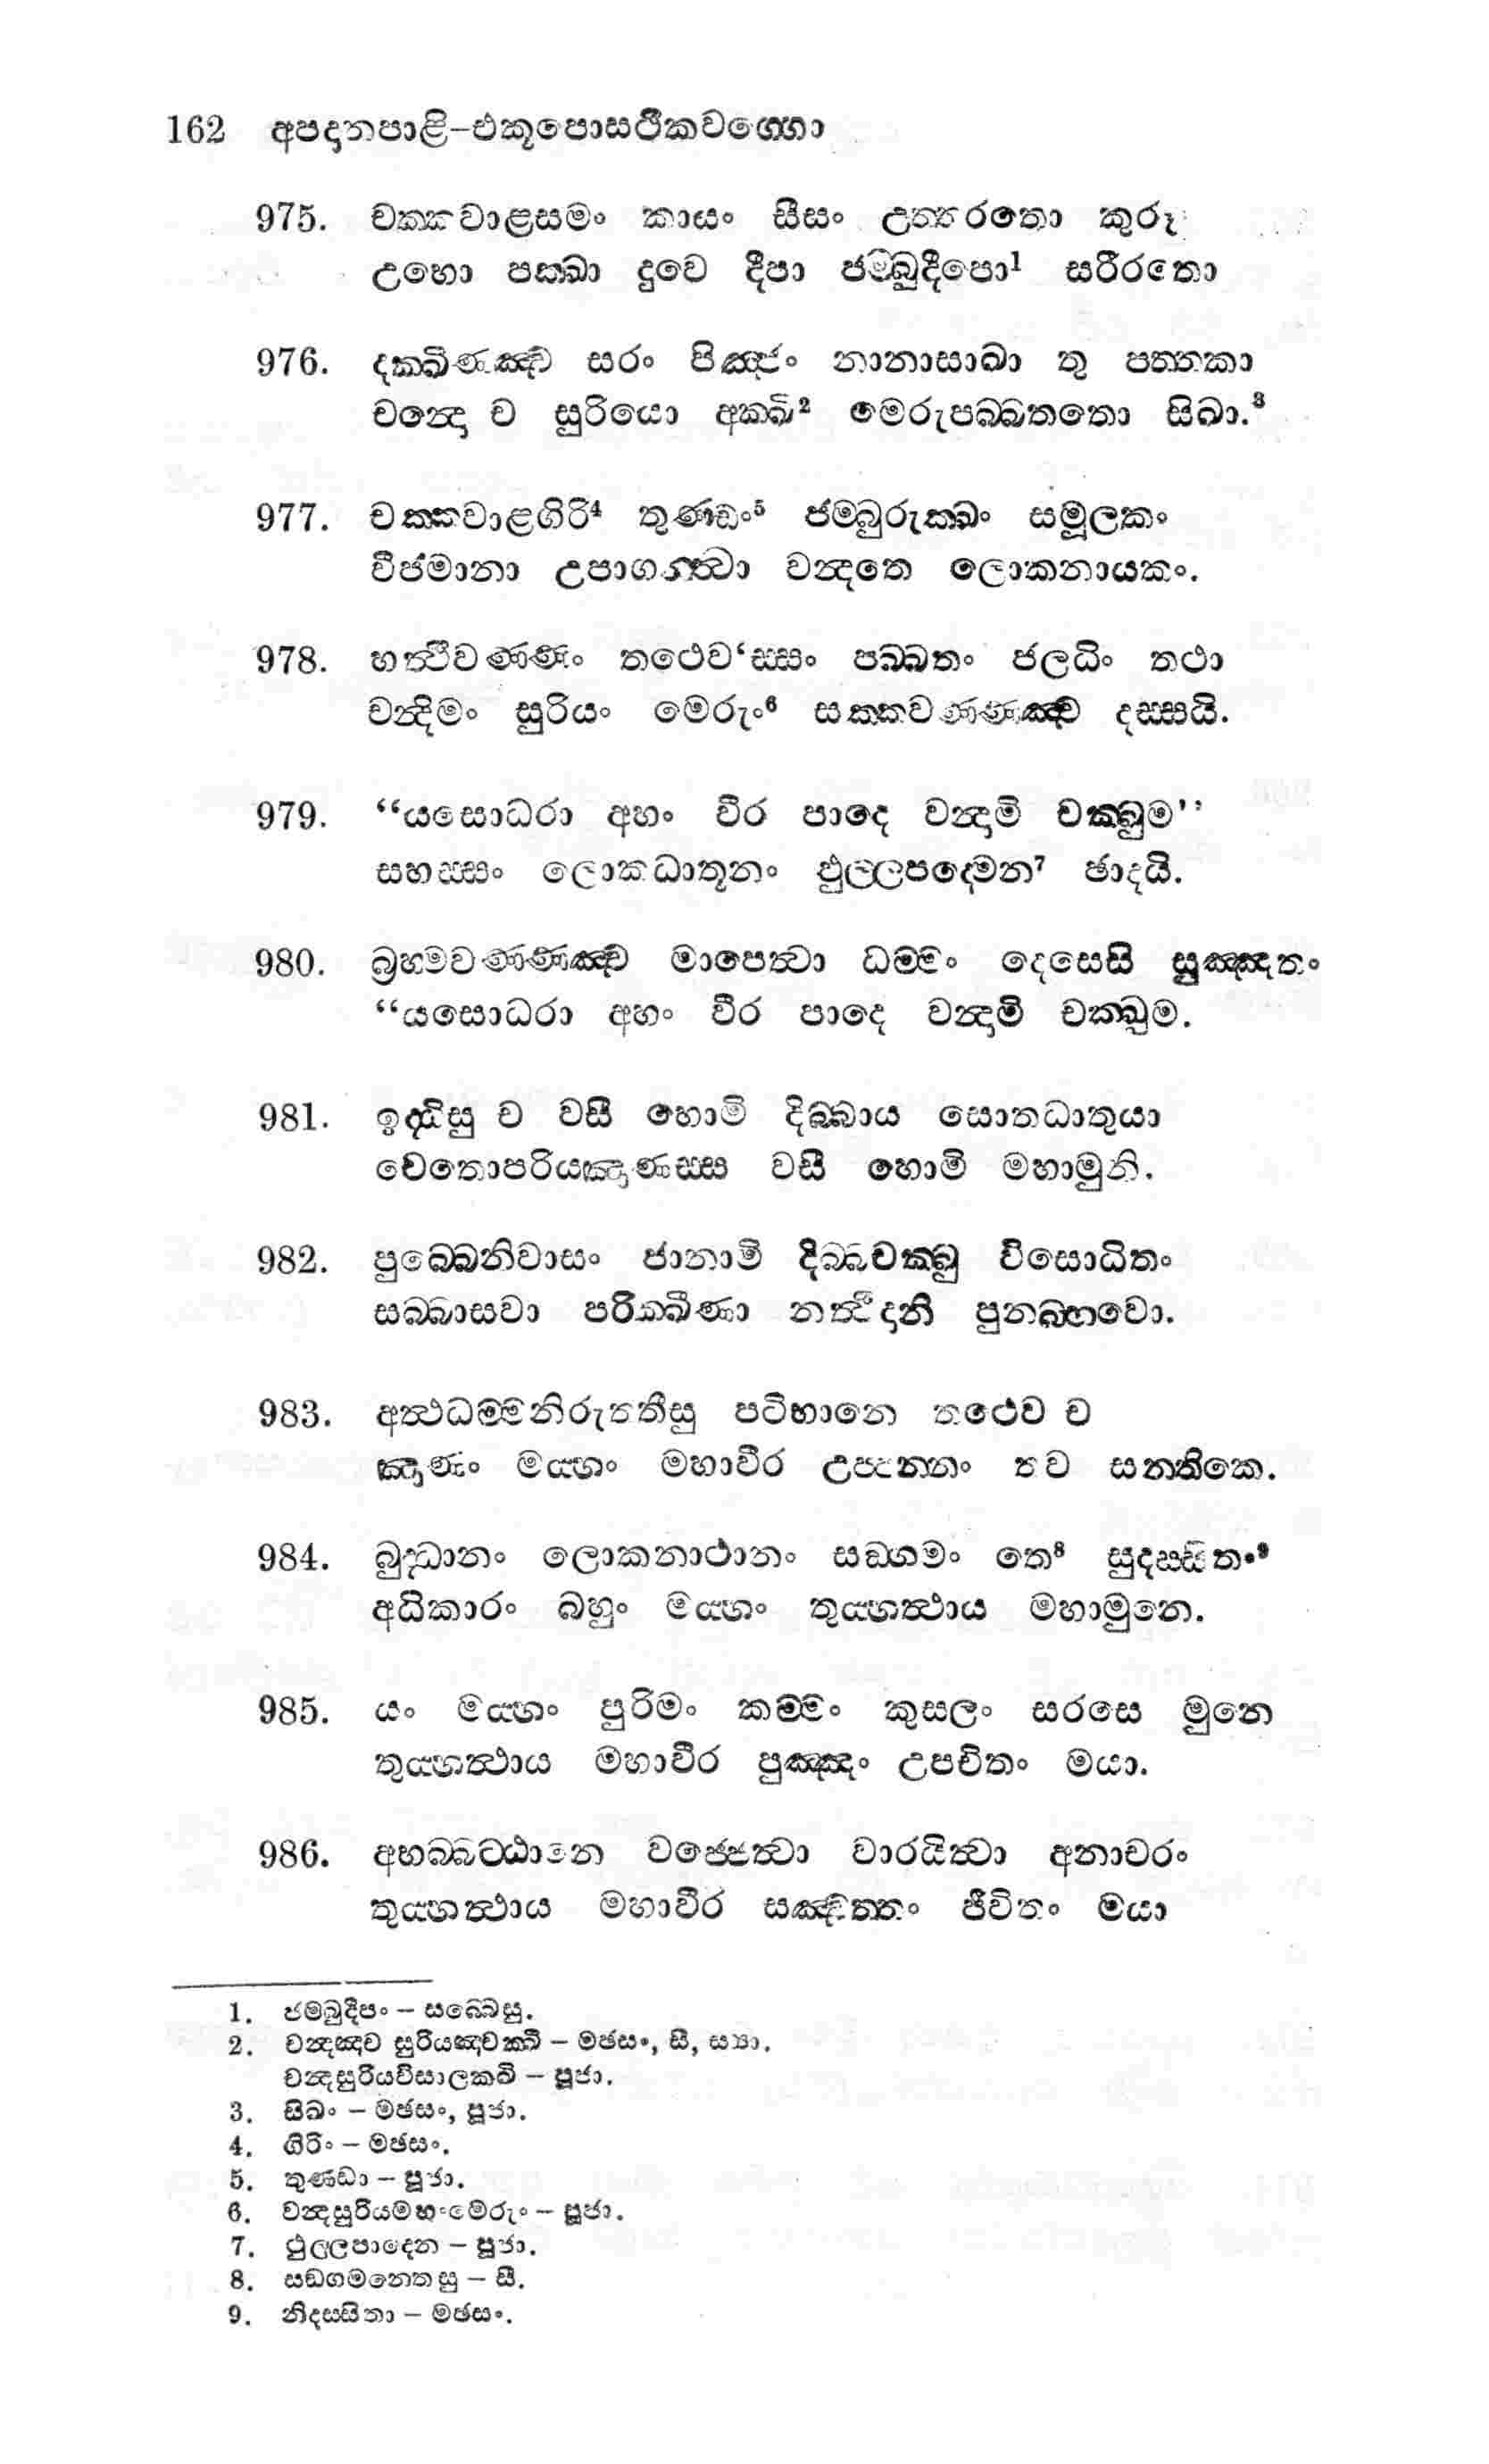 162 අපදානපාළි–එකූපොසථිකවග්ගො
975. චක්කවාළසමං කායං සීසං උත්තරතො කුරූ
උභො පක්ඛා දුවෙ දීපා ජම්බුදීපො1 සරීරතො
976. දක්ඛිණඤ්ච සරං පිඤ්ජං නානාසාඛා තු පත්තකා
චන්දො ච සුරියො අක්ඛි2 මෙරුපබ්බතතො සිඛා.3
977. චක්කවාළගිරි4 තුණ්ඩං5 ජම්බුරුක්ඛං සමූලකං
වීජමානා උපාගන්ත්වා වන්දතෙ ලොකනායකං.
978. හත්ථිවණ්ණං තථෙව‘ස්සං පබ්බතං ජලධිං තථා
චන්දිමං සුරියං මෙරුං6 සක්කවණ්ණඤ්ච දස්සයි.
979. “යසොධරා අහං වීර පාදෙ වන්දාමි චක්ඛුම’’
සහස්සං ලොකධාතූනං ඵුල්ලපද්මෙන7 ඡාදයි.
980. බ්‍රහ්මවණ්ණඤ්ච මාපෙත්වා ධම්මං දෙසෙසි සුඤ්ඤතං
“යසොධරා අහං වීර පාදෙ වන්දාමි චක්ඛුම.
981. ඉද්ධීසු ච වසී හොමි දිබ්බාය සොතධාතුයා
චෙතොපරියඤාණස්ස වසී හොමි මහාමුනි.
982. පුබ්බෙනිවාසං ජානාමි දිබ්බචක්ඛු විසොධිතං
සබ්බාසවා පරික්ඛීණා නත්ථිදානි පුනබ්භවො.
983. අත්ථධම්මනිරුත්තීසු පටිභානෙ තථෙව ච
ඤාණං මය්හං මහාවීර උප්පන්නං තව සන්තිකෙ.
984. බුද්ධානං ලොකනාථානං සඞ්ගමං තෙ8 සුදස්සිතං9
අධිකාරං බහුං මය්හං තුය්හත්ථාය මහාමුනෙ.
985. යං මය්හං පුරිමං කම්මං කුසලං සරසෙ මුනෙ
තුය්හත්ථාය මහාවීර පුඤ්ඤං උපචිතං මයා.
986. අභබ්බට්ඨානෙ වජ්ජෙත්වා වාරයිත්වා අනාචරං
තුය්හත්ථාය මහාවීර සඤ්චත්තං ජීවිතං මයා
1. ජම්බුදීපං – සබ්බෙසු.
2. චන්දඤ්ච සුරියඤ්චක්ඛි – මඡසං, සී, ස්‍යා.
චන්දසුරියවිසාලක්ඛි – පූජා.
3. සිඛං – මඡසං, පූජා.
4. ගිරිං – මඡසං.
5. තුණ්ඩා – පූජා.
6. චන්දසුරියමහංමෙරුං – පූජා.
7. ථුල්ලපාදෙන – පූජා.
8. සඞ්ගමනෙතසු – සී.
9. නිදස්සිතා – මඡසං.